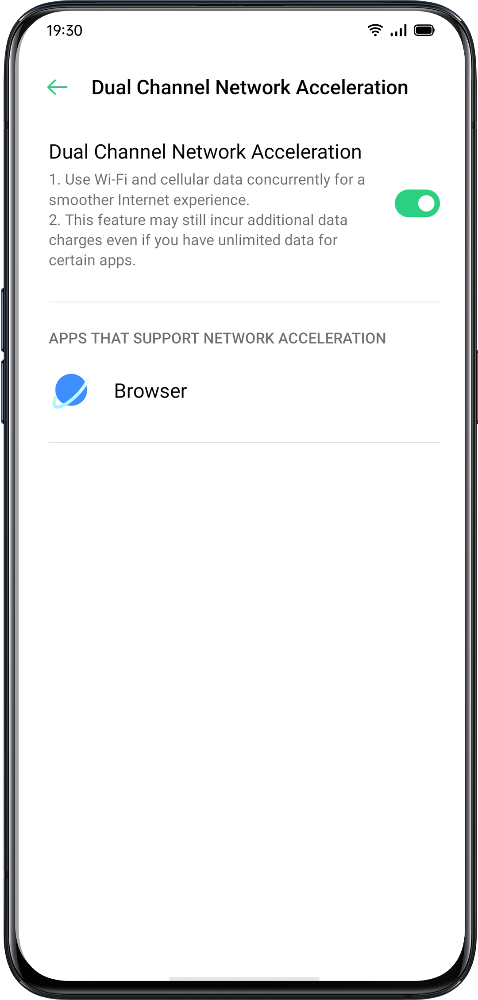 19:30
Dual Channel Network Acceleration
Dual Channel Network Acceleration
1. Use Wi-Fi and cellular data concurrently for a
smoother Internet experience.
2. This feature may still incur additional data
charges even if you have unlimited data for
certain apps.
APPS THAT SUPPORT NETWORK ACCELERATION
Browser